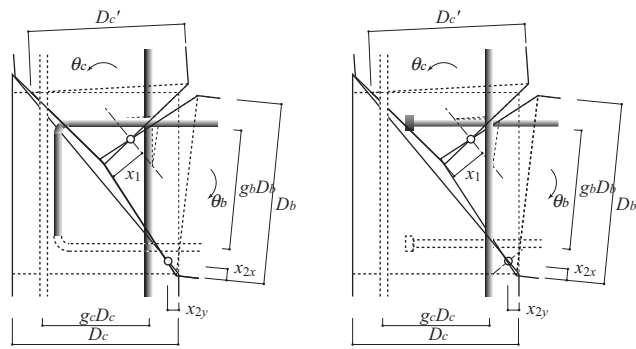 Dc'
θc
x1
gbDb
θb
Db
x2x
x2y
gcDc
Dc
Dc'
θc
x1
gbDb
θb
Db
x2x
x2y
gcDc
Dc